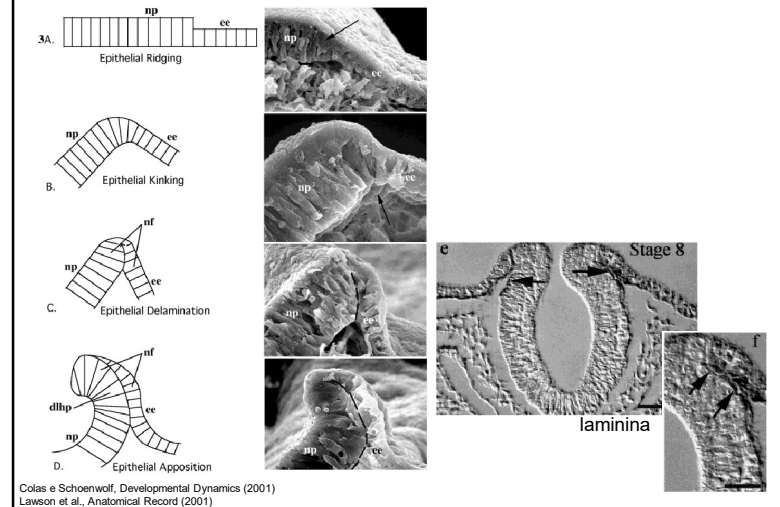 np
ee
3A.
Epithelial Ridging
np
ee
np
ee
B.
Epithelial Kinking
np
ee
nf
np
ee
C.
Epithelial Delamination
np
ee
nf
dlhp
ee
np
D.
Epithelial Apposition
np
ee
e
Stage 8
f
laminina
Colas e Schoenwolf, Developmental Dynamics (2001)
Lawson et al., Anatomical Record (2001)